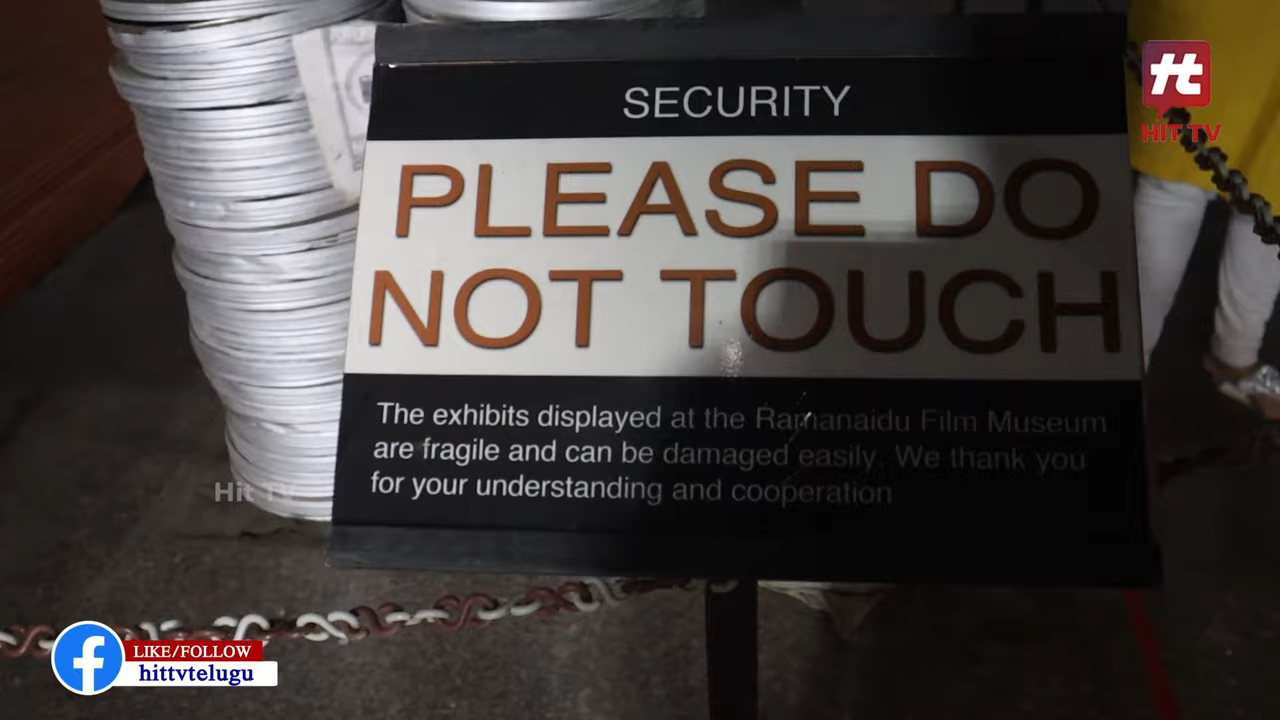 SECURITY
PLEASE DO
NOT TOUCH
The exhibits displayed at the Ramanaidu Film Museum
are fragile and can be damaged easily. We thank you
for your understanding and cooperation
HIT TV
Hit TV
LIKE/FOLLOW
hittvtelugu